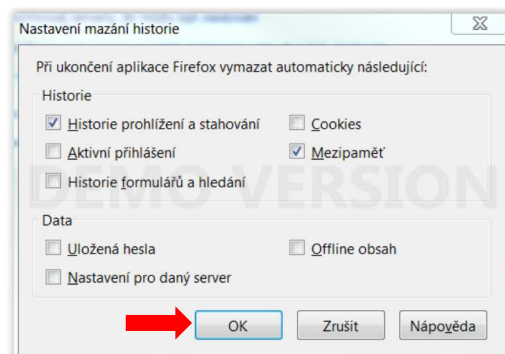 Nastavení mazání historie
Při ukončení aplikace Firefox vymazat automaticky následující:
Historie
Historie prohlížení a stahování
Cookies
Aktivní přihlášení
Mezipaměť
Historie formulářů a hledání
DEMO VERSION
Data
Uložená hesla
Offline obsah
Nastavení pro daný server
OK
Zrušit
Nápověda